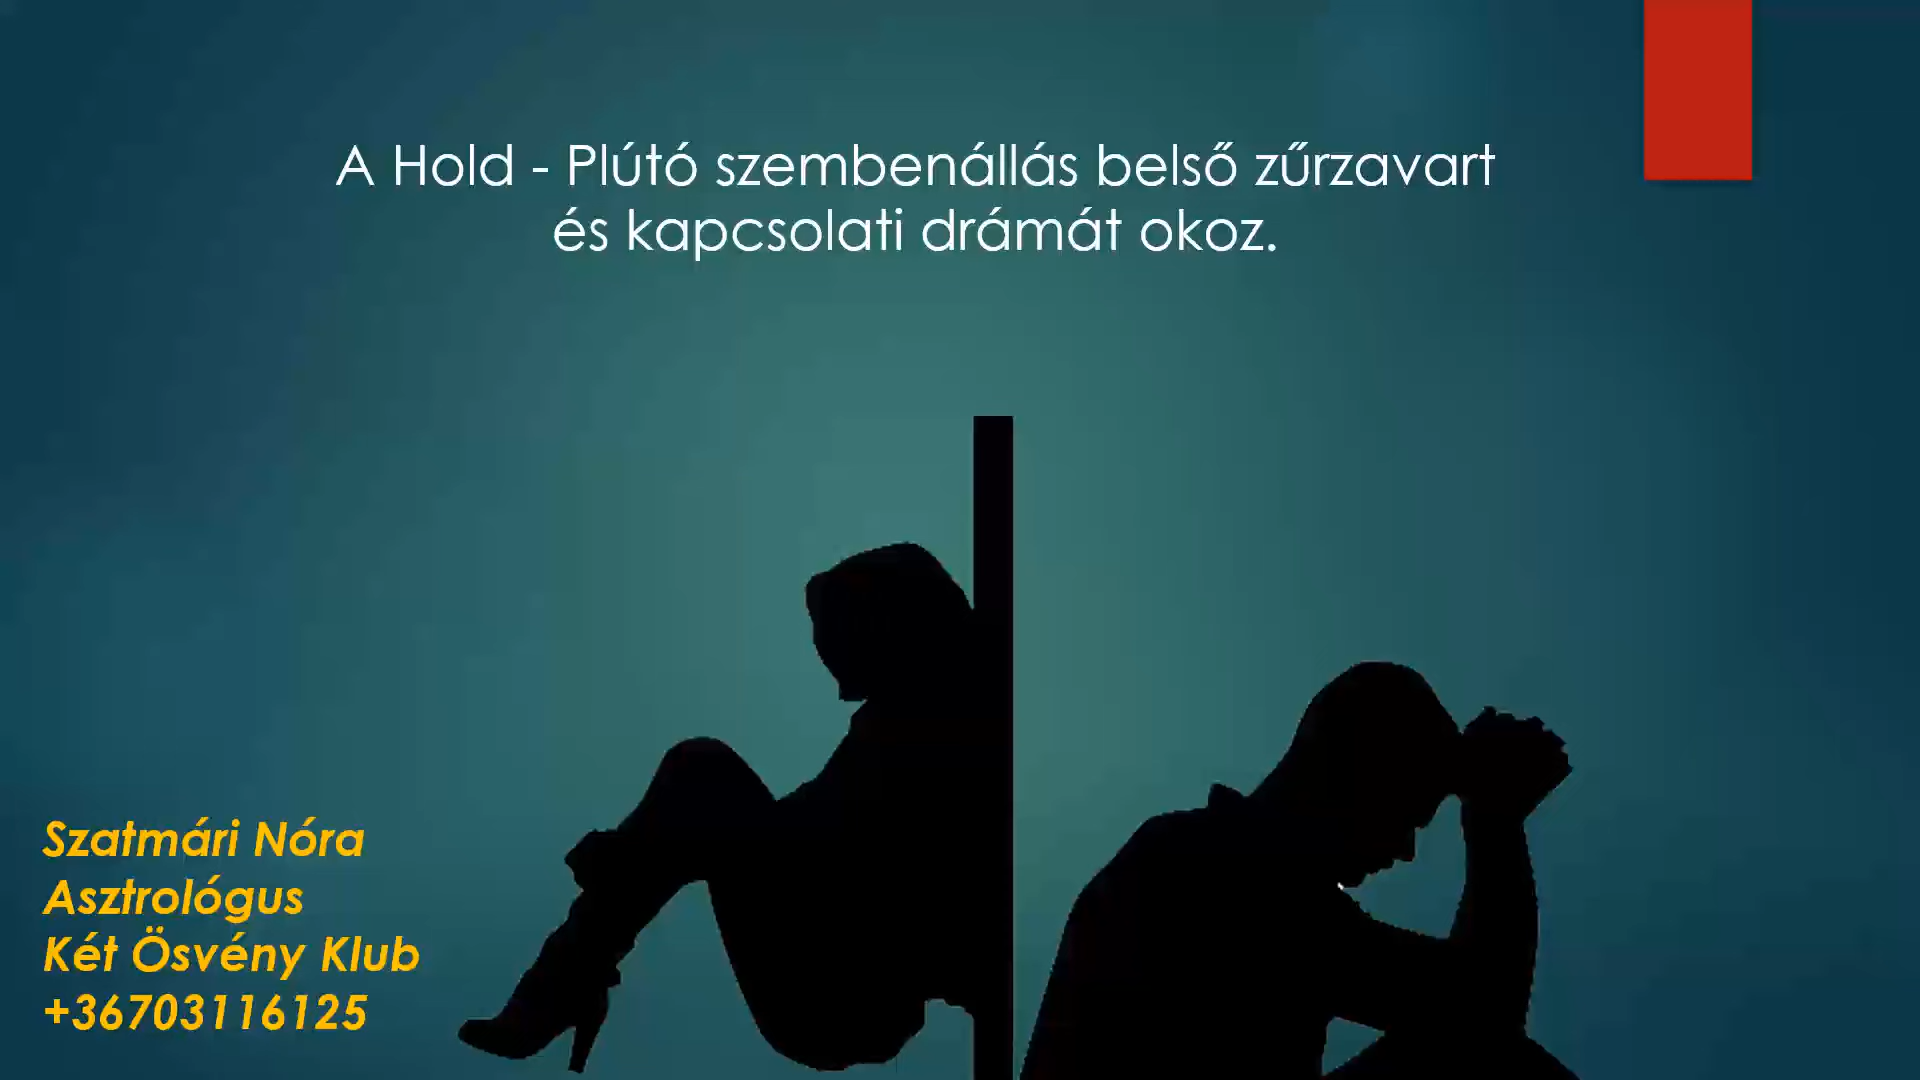 A Hold - Plútó szembenállás belső zűrzavart
és kapcsolati drámát okoz.
Szatmári Nóra
Asztrológus
Két Ösvény Klub
+36703116125